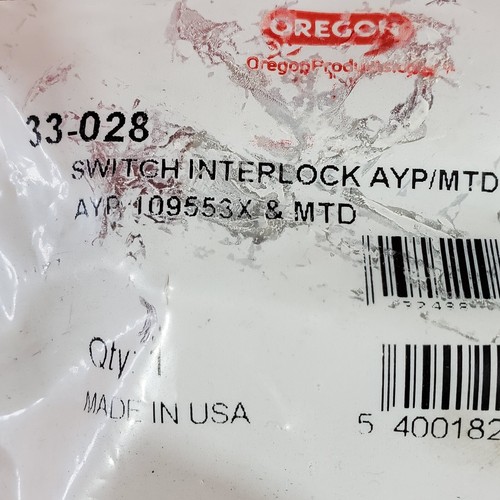 OREGON
33-028
SWITCH INTERLOCK AYP/MTD
AYP 109553X & MTD
Qty: 1
MADE IN USA
5 400182